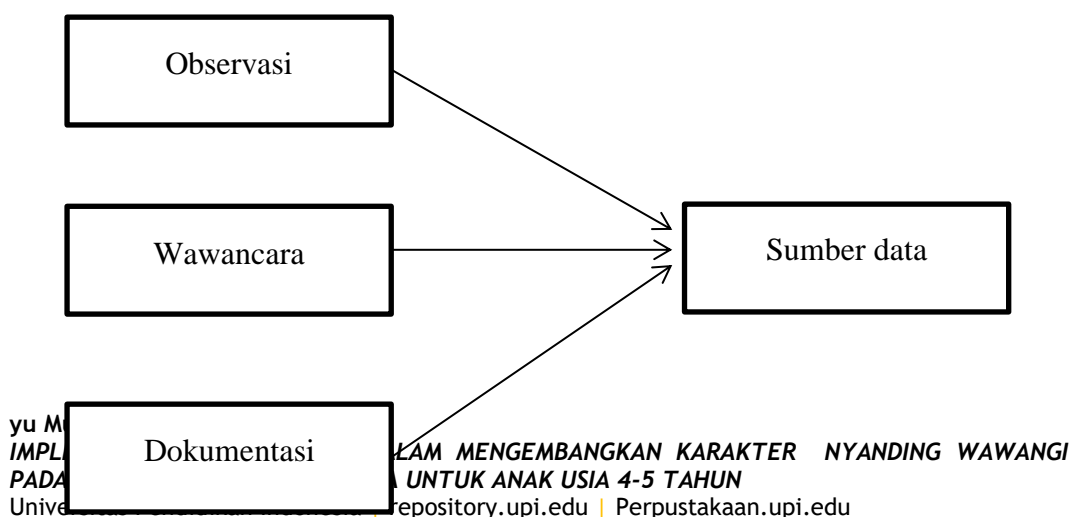 Observasi
Wawancara
Sumber data
Dokumentasi
yu
LAM MENGEMBANGKAN KARAKTER NYANDING WAWANGI
PADA UNTUK ANAK USIA 4-5 TAHUN
repository.upi.edu | Perpustakaan.upi.edu